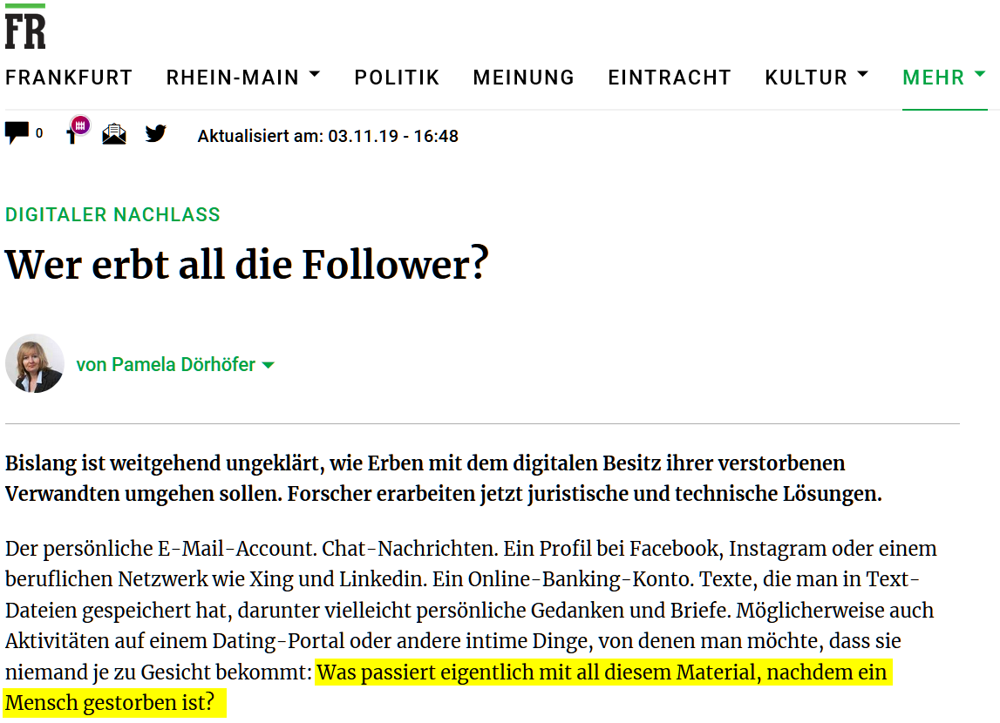 FR
FRANKFURT RHEIN-MAIN POLITIK MEINUNG EINTRACHT KULTUR MEHR
0 Aktualisiert am: 03.11.19 - 16:48
DIGITALER NACHLASS
Wer erbt all die Follower?
von Pamela Dörhöfer
Bislang ist weitgehend ungeklärt, wie Erben mit dem digitalen Besitz ihrer verstorbenen
Verwandten umgehen sollen. Forscher erarbeiten jetzt juristische und technische Lösungen.
Der persönliche E-Mail-Account. Chat-Nachrichten. Ein Profil bei Facebook, Instagram oder einem
beruflichen Netzwerk wie Xing und Linkedin. Ein Online-Banking-Konto. Texte, die man in Text-
Dateien gespeichert hat, darunter vielleicht persönliche Gedanken und Briefe. Möglicherweise auch
Aktivitäten auf einem Dating-Portal oder andere intime Dinge, von denen man möchte, dass sie
niemand je zu Gesicht bekommt: Was passiert eigentlich mit all diesem Material, nachdem ein
Mensch gestorben ist?